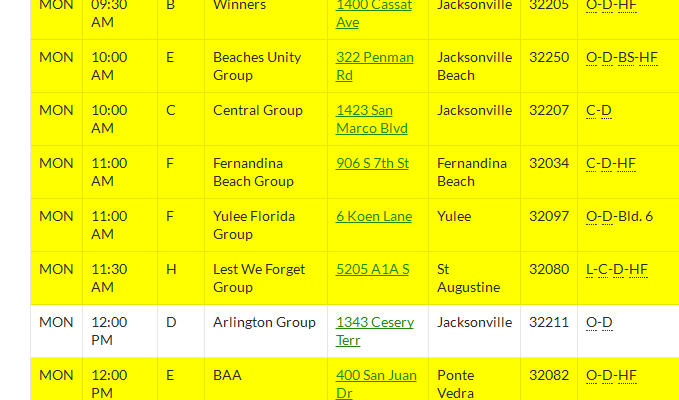 MON 09:30 B Winners 1400 Cassat Jacksonville 32205 O-D-HF
AM Ave
MON 10:00 E Beaches Unity 322 Penman Jacksonville 32250 O-D-BS-HF
AM Group Rd Beach
MON 10:00 C Central Group 1423 San Jacksonville 32207 C-D
AM Marco Blvd
MON 11:00 F Fernandina 906 S 7th St Fernandina 32034 C-D-HF
AM Beach Group Beach
MON 11:00 F Yulee Florida 6 Koen Lane Yulee 32097 O-D-Bld. 6
AM Group
MON 11:30 H Lest We Forget 5205 A1A S St 32080 L-C-D-HF
AM Group Augustine
MON 12:00 D Arlington Group 1343 Cesery Jacksonville 32211 O-D
PM Terr
MON 12:00 E BAA 400 San Juan Ponte 32082 O-D-HF
PM Dr Vedra